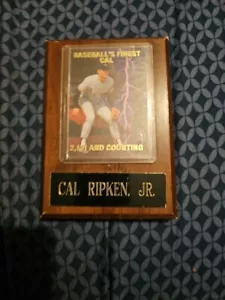 BASEBALL'S FINEST
CAL
AND COUNTING
CAL RIPKEN, JR.